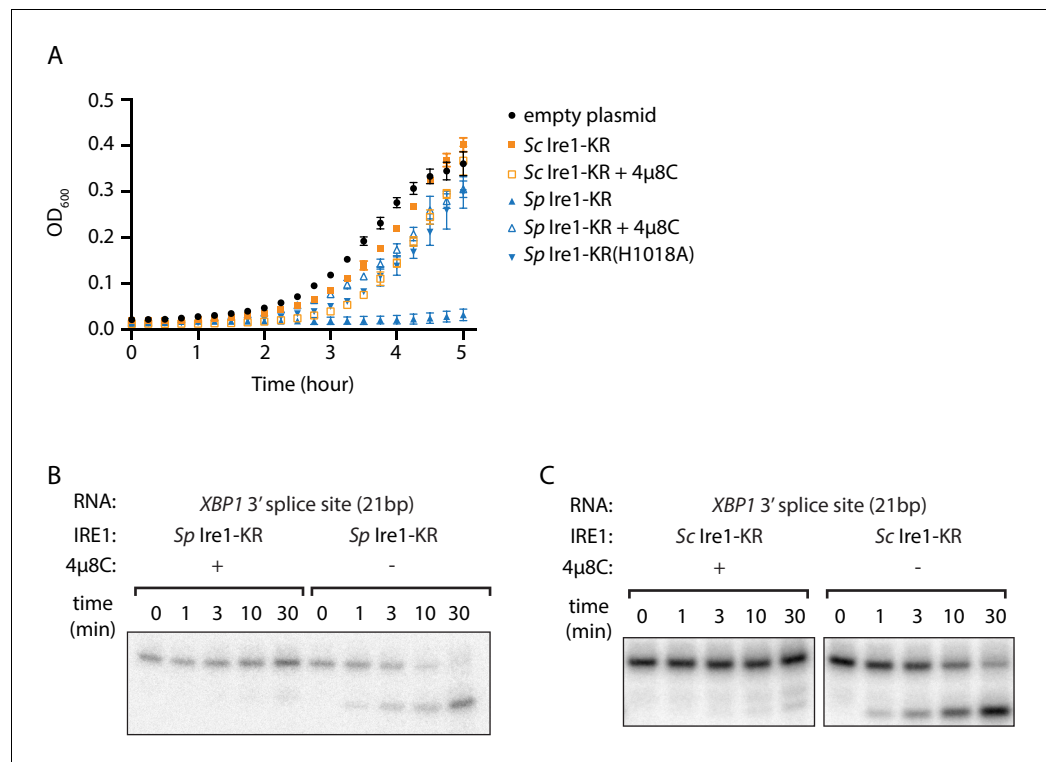 A
0.5
0.4
0.3
0.2
0.1
0.0
OD600
0 1 2 3 4 5
Time (hour)
empty plasmid
Sc Ire1-KR
Sc Ire1-KR + 4μ8C
Sp Ire1-KR
Sp Ire1-KR + 4μ8C
Sp Ire1-KR(H1018A)
B
RNA: XBP1 3′ splice site (21bp)
IRE1: Sp Ire1-KR Sp Ire1-KR
4μ8C: + -
time (min) 0 1 3 10 30 0 1 3 10 30
C
RNA: XBP1 3′ splice site (21bp)
IRE1: Sc Ire1-KR Sc Ire1-KR
4μ8C: + -
time (min) 0 1 3 10 30 0 1 3 10 30